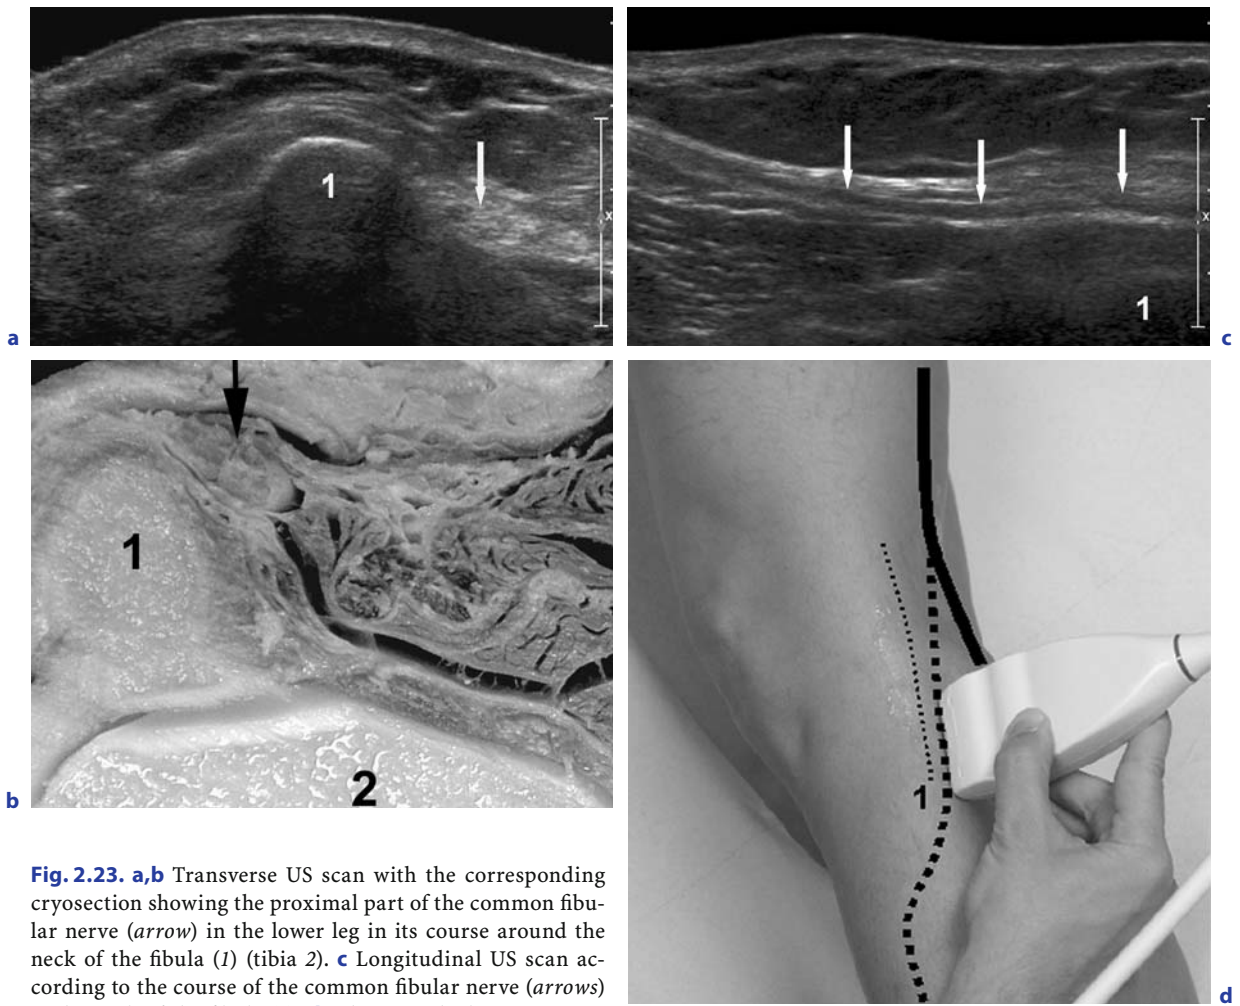 1
x
a
1
x
c
1
2
b
1
d
Fig. 2.23. a,b Transverse US scan with the corresponding
cryosection showing the proximal part of the common fibu-
lar nerve (arrow) in the lower leg in its course around the
neck of the fibula (1) (tibia 2). c Longitudinal US scan ac-
cording to the course of the common fibular nerve (arrows)